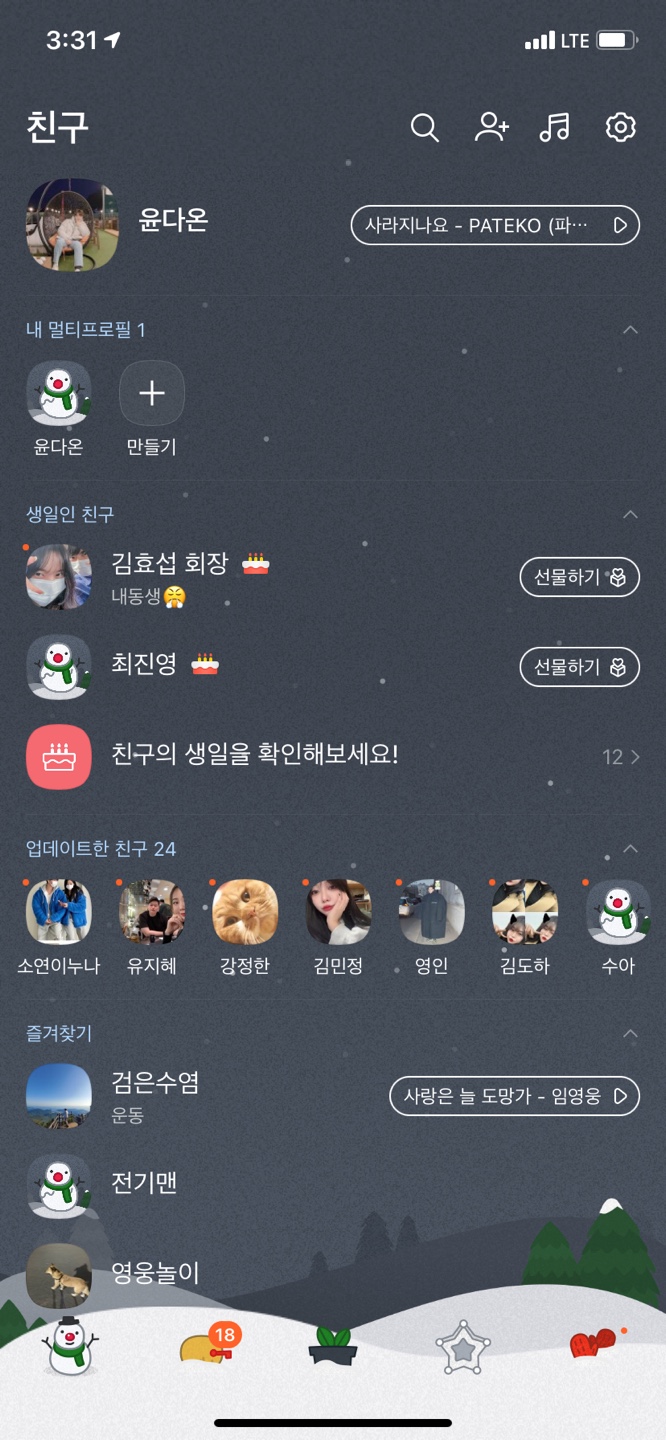 3:31
LTE
친구
윤다온
사라지나요 - PATEKO (파…
내 멀티프로필 1
윤다온
만들기
생일인 친구
김효섭 회장 🎂
내동생😤
선물하기
최진영 🎂
선물하기
친구의 생일을 확인해보세요!
12
업데이트한 친구 24
소연이누나
유지혜
강정한
김민정
영인
김도하
수아
즐겨찾기
검은수염
운동
사랑은 늘 도망가 - 임영웅
전기맨
영웅놀이
18